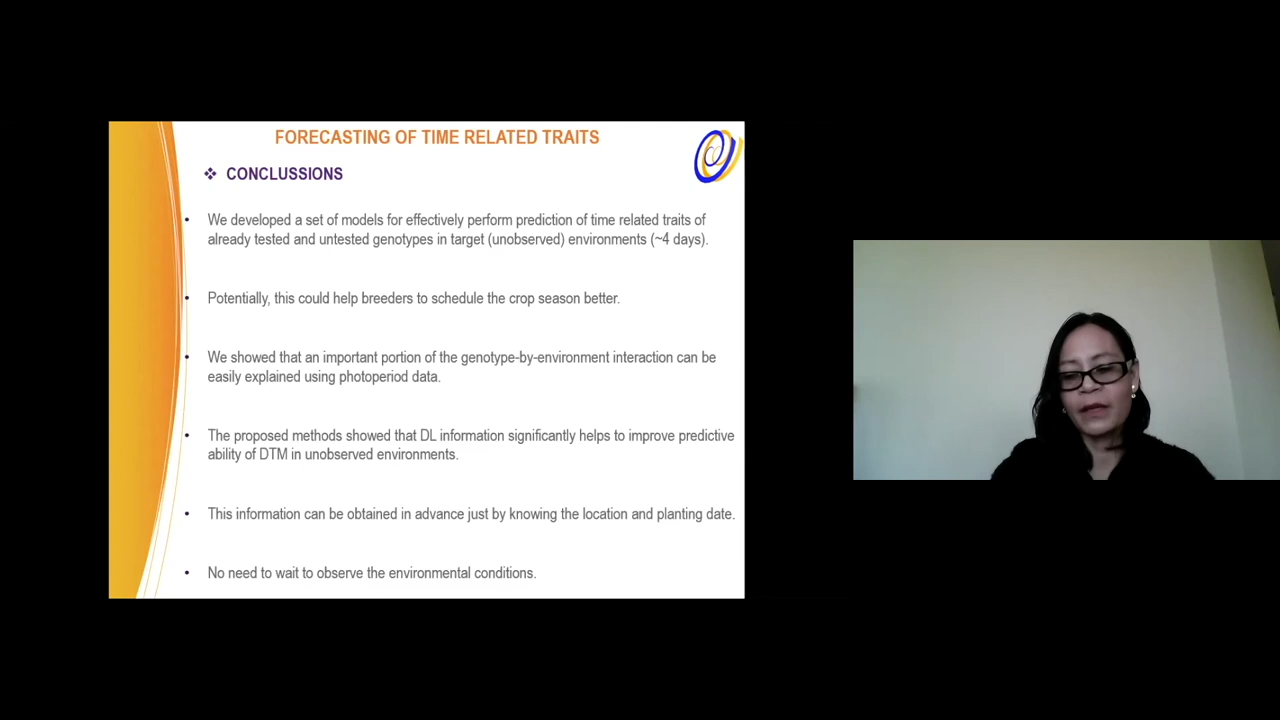 FORECASTING OF TIME RELATED TRAITS
❖ CONCLUSSIONS
• We developed a set of models for effectively perform prediction of time related traits of
already tested and untested genotypes in target (unobserved) environments (~4 days).
• Potentially, this could help breeders to schedule the crop season better.
• We showed that an important portion of the genotype-by-environment interaction can be
easily explained using photoperiod data.
• The proposed methods showed that DL information significantly helps to improve predictive
ability of DTM in unobserved environments.
• This information can be obtained in advance just by knowing the location and planting date.
• No need to wait to observe the environmental conditions.